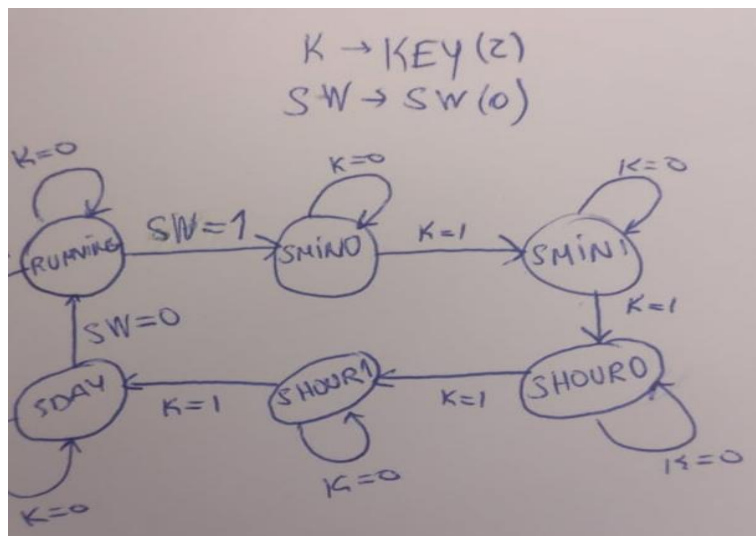 K → KEY(2)
SW → SW(0)
K=0
K=0
K=0
RUNNING
SW=1
SMIN0
K=1
SMIN1
SW=0
K=1
SDAY
K=1
SHOUR1
K=1
SHOUR0
K=0
K=0
K=0